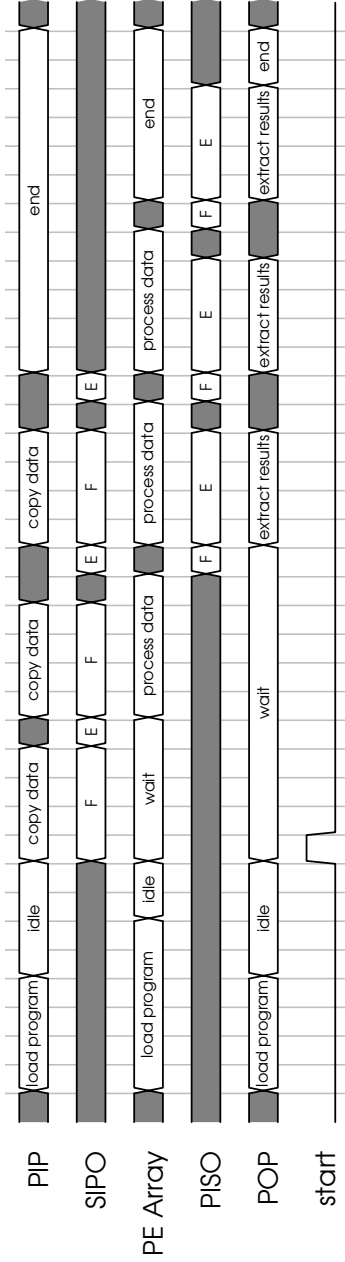 PIP load program idle copy data copy data copy data end
SIPO F E F E F E
PE Array load program idle wait process data process data process data end
PISO F E F E F E
POP load program idle wait extract results extract results extract results end
start